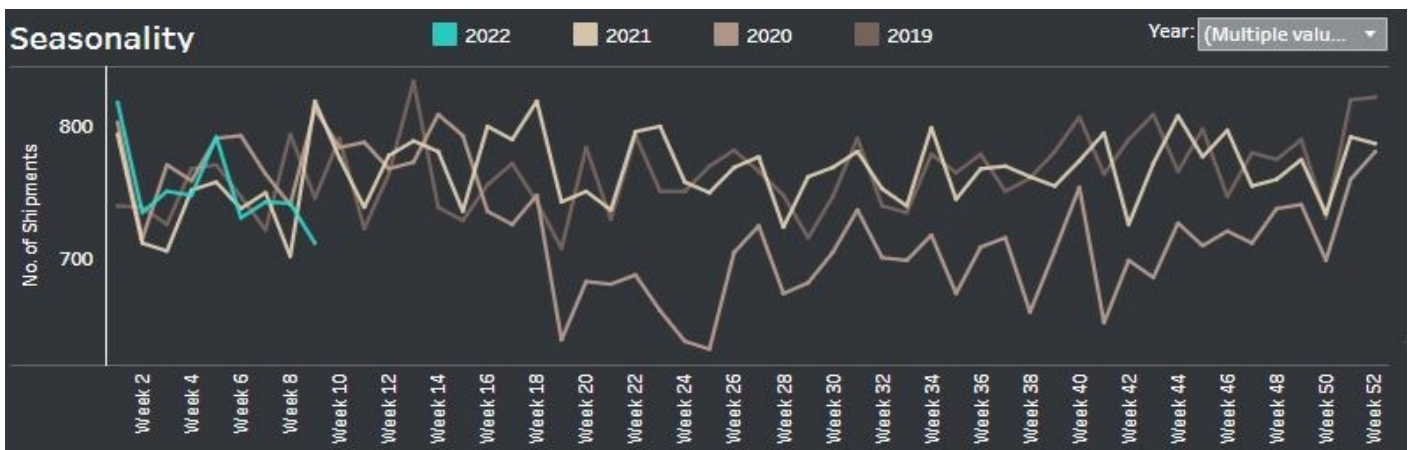 Seasonality
2022
2021
2020
2019
Year: (Multiple valu...
No. of Shipments
800
700
Week 2
Week 4
Week 6
Week 8
Week 10
Week 12
Week 14
Week 16
Week 18
Week 20
Week 22
Week 24
Week 26
Week 28
Week 30
Week 32
Week 34
Week 36
Week 38
Week 40
Week 42
Week 44
Week 46
Week 48
Week 50
Week 52